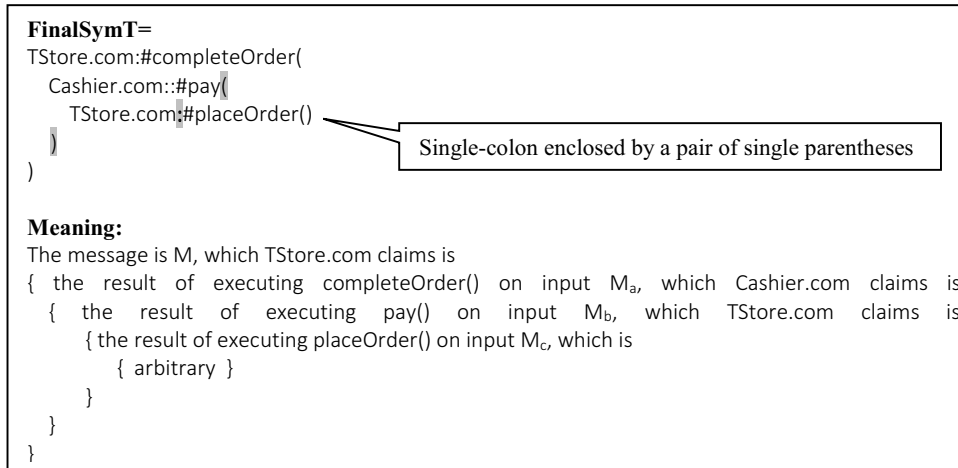 FinalSymT=
TStore.com:#completeOrder(
Cashier.com::#pay(
TStore.com:#placeOrder()
)
)
Single-colon enclosed by a pair of single parentheses
Meaning:
The message is M, which TStore.com claims is
{ the result of executing completeOrder() on input Ma, which Cashier.com claims is
{ the result of executing pay() on input Mb, which TStore.com claims is
{ the result of executing placeOrder() on input Mc, which is
{ arbitrary }
}
}
}